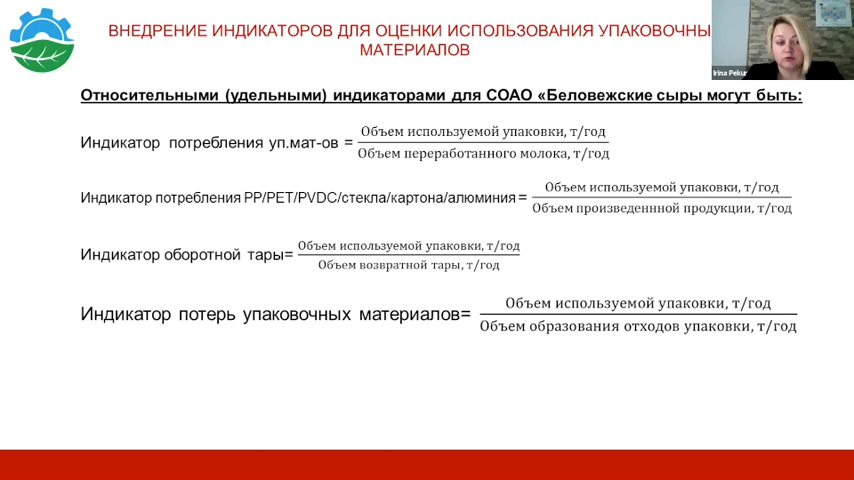 ВНЕДРЕНИЕ ИНДИКАТОРОВ ДЛЯ ОЦЕНКИ ИСПОЛЬЗОВАНИЯ УПАКОВОЧНЫ
МАТЕРИАЛОВ
Irina Peku
Относительными (удельными) индикаторами для СОАО «Беловежские сыры могут быть:
Индикатор потребления уп.мат-ов = Объем используемой упаковки, т/год
Объем переработанного молока, т/год
Индикатор потребления PP/PET/PVDC/стекла/картона/алюминия = Объем используемой упаковки, т/год
Объем произведеннной продукции, т/год
Индикатор оборотной тары= Объем используемой упаковки, т/год
Объем возвратной тары, т/год
Индикатор потерь упаковочных материалов= Объем используемой упаковки, т/год
Объем образования отходов упаковки, т/год